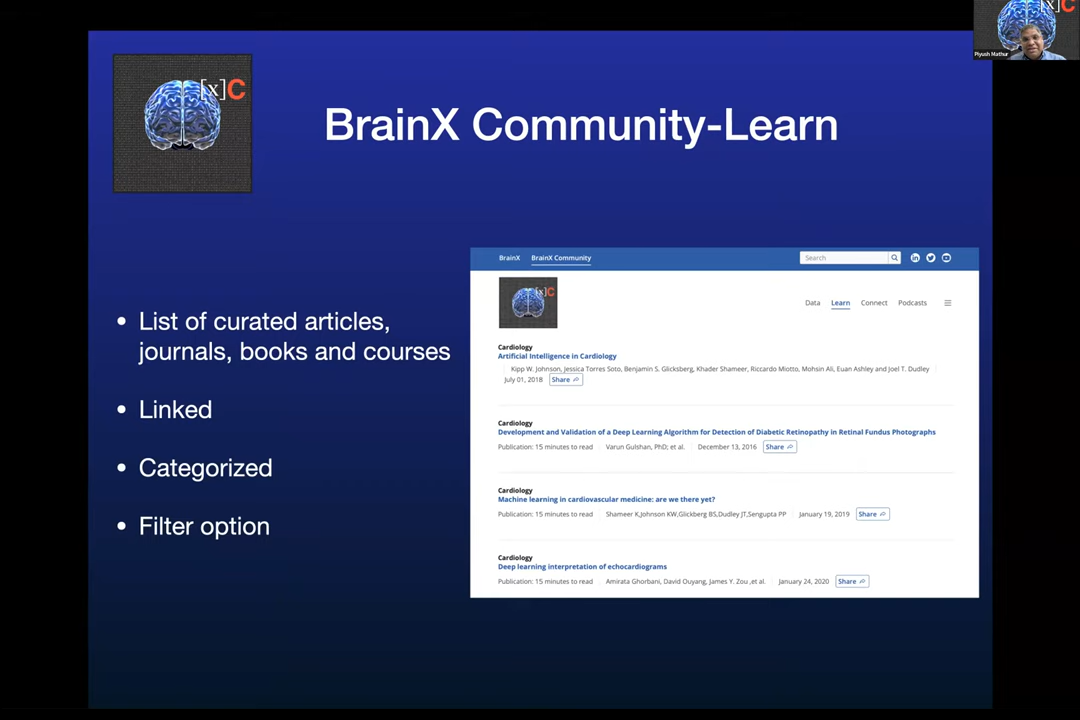 [x]C
Piyush Mathur
[x]C
BrainX Community-Learn
List of curated articles,
journals, books and courses
Linked
Categorized
Filter option
BrainX BrainX Community Search
[x]C
Data Learn Connect Podcasts
Cardiology
Artificial Intelligence in Cardiology
Kipp W. Johnson, Jessica Torres Soto, Benjamin S. Glicksberg, Khader Shameer, Riccardo Miotto, Mohsin Ali, Euan Ashley and Joel T. Dudley
July 01, 2018 Share
Cardiology
Development and Validation of a Deep Learning Algorithm for Detection of Diabetic Retinopathy in Retinal Fundus Photographs
Publication: 15 minutes to read Varun Gulshan, PhD; et al. December 13, 2016 Share
Cardiology
Machine learning in cardiovascular medicine: are we there yet?
Publication: 15 minutes to read Shameer K,Johnson KW,Glickberg BS,Dudley JT,Sengupta PP January 19, 2019 Share
Cardiology
Deep learning interpretation of echocardiograms
Publication: 15 minutes to read Amirata Ghorbani, David Ouyang, James Y. Zou ,et al. January 24, 2020 Share